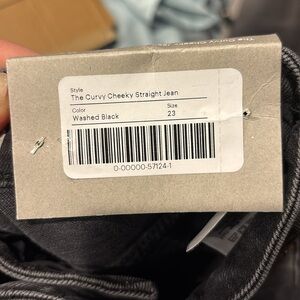 Style
The Curvy Cheeky Straight Jean
Color Size
Washed Black 23
0-00000-57124-1